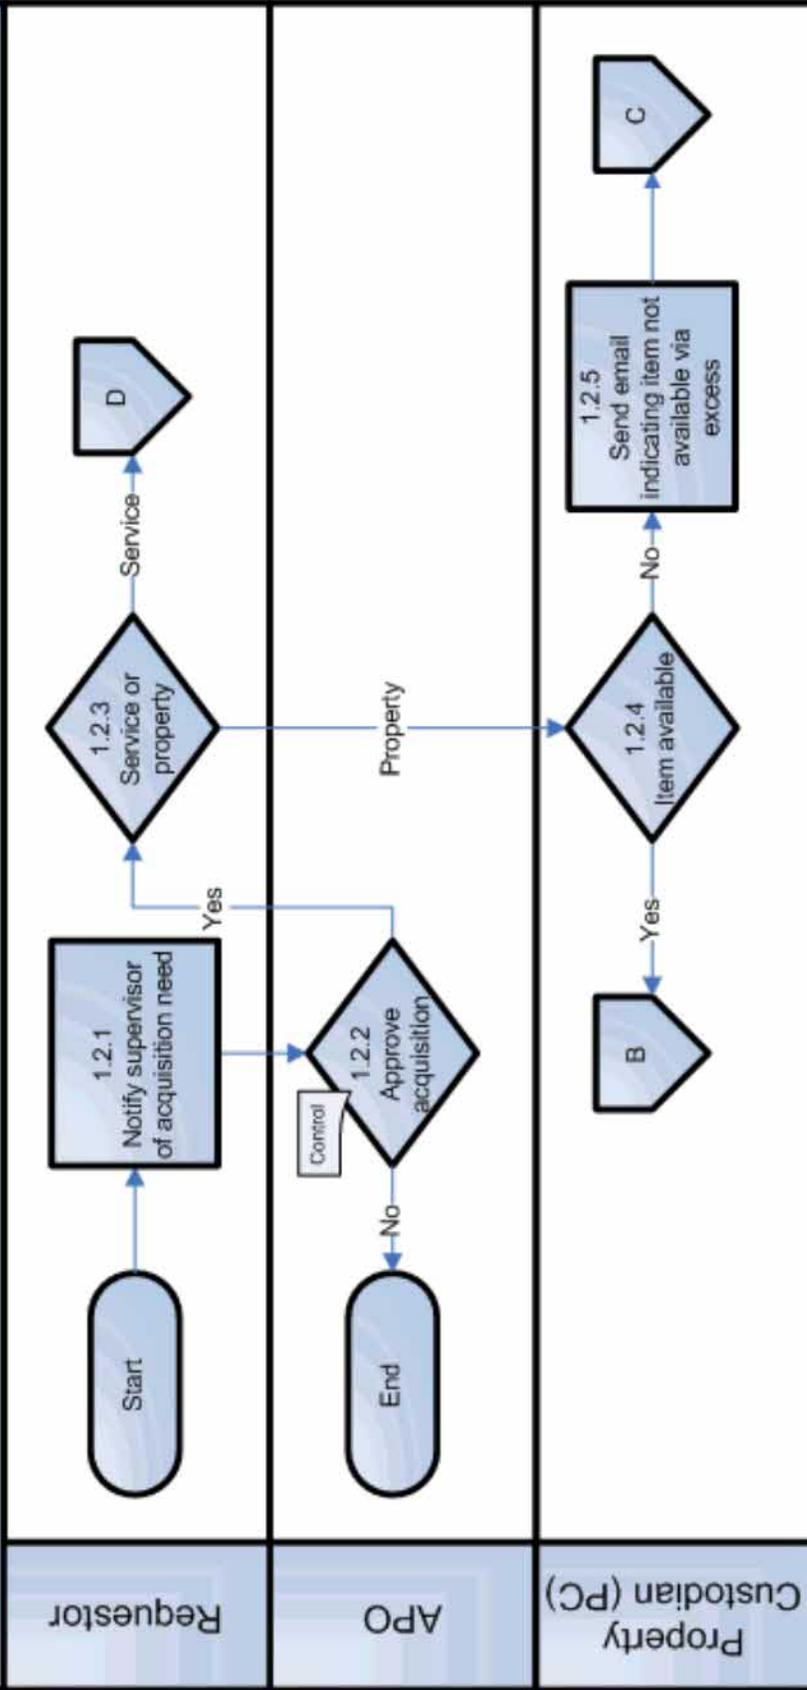 Requestor
Start
1.2.1
Notify supervisor
of acquisition need
Yes
1.2.3
Service or
property
Service
D
APO
End
No
Control
1.2.2
Approve
acquisition
Property
Property
Custodian (PC)
B
Yes
1.2.4
Item available
No
1.2.5
Send email
indicating item not
available via
excess
C